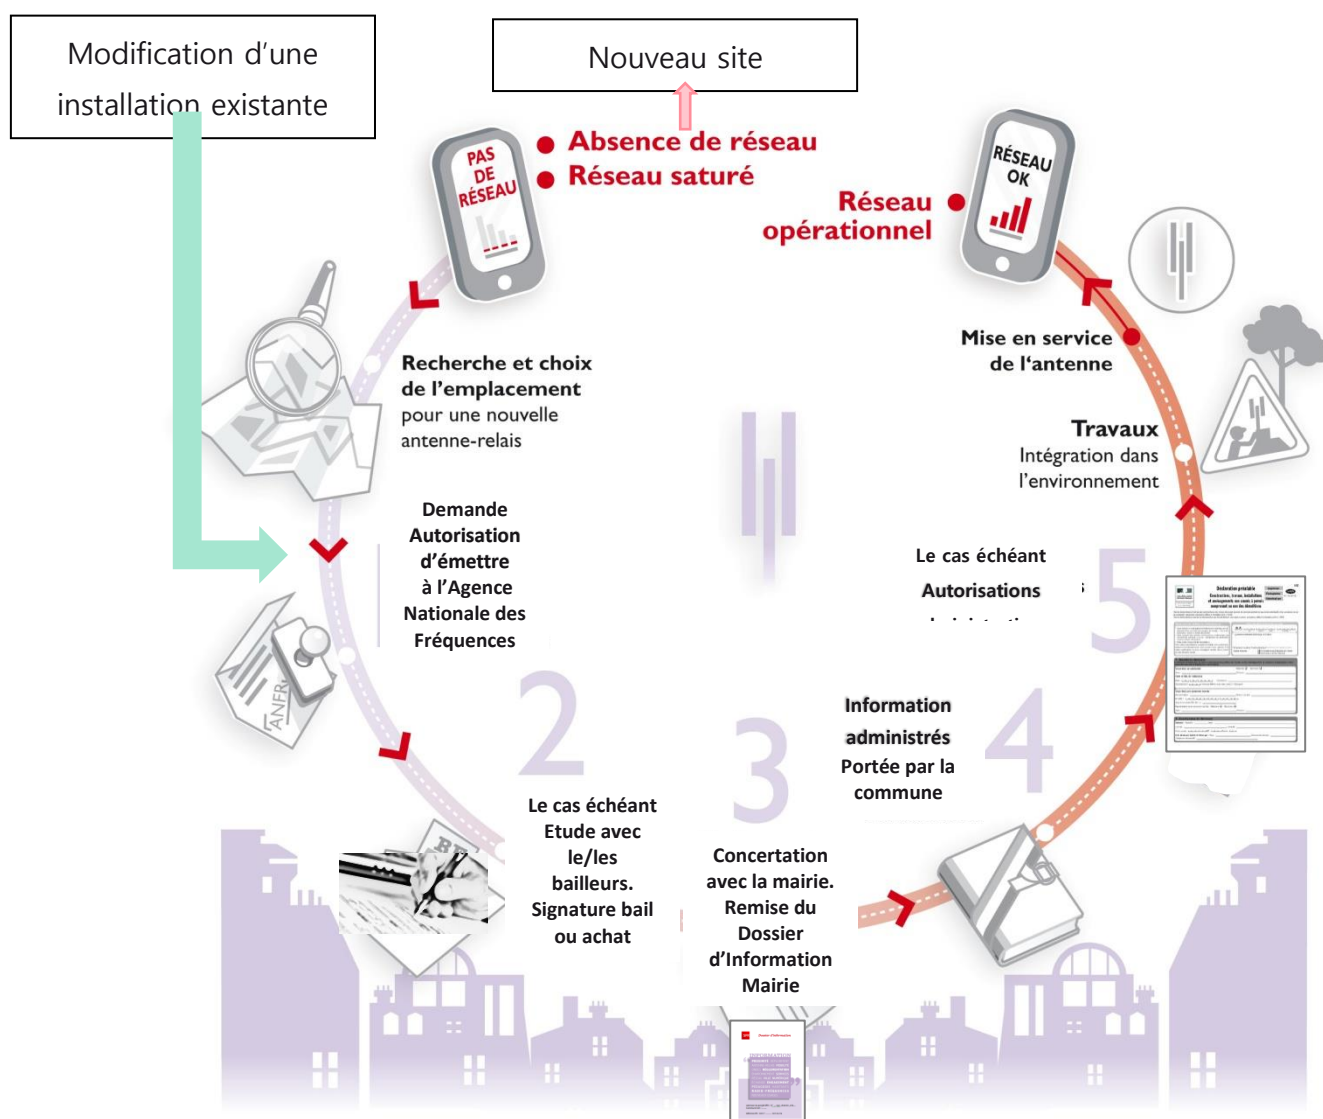 Modification d’une
installation existante
Nouveau site
PAS
DE
RÉSEAU
Absence de réseau
Réseau saturé
RÉSEAU
OK
Réseau
opérationnel
Recherche et choix
de l’emplacement
pour une nouvelle
antenne-relais
Demande
Autorisation
d’émettre
à l’Agence
Nationale des
Fréquences
ANFR
2
Le cas échéant
Etude avec
le/les
bailleurs.
Signature bail
ou achat
3
Concertation
avec la mairie.
Remise du
Dossier
d’Information
Mairie
4
Information
administrés
Portée par la
commune
5
Le cas échéant
Autorisations
Déclaration préalable
Travaux
Intégration dans
l’environnement
Mise en service
de l‘antenne